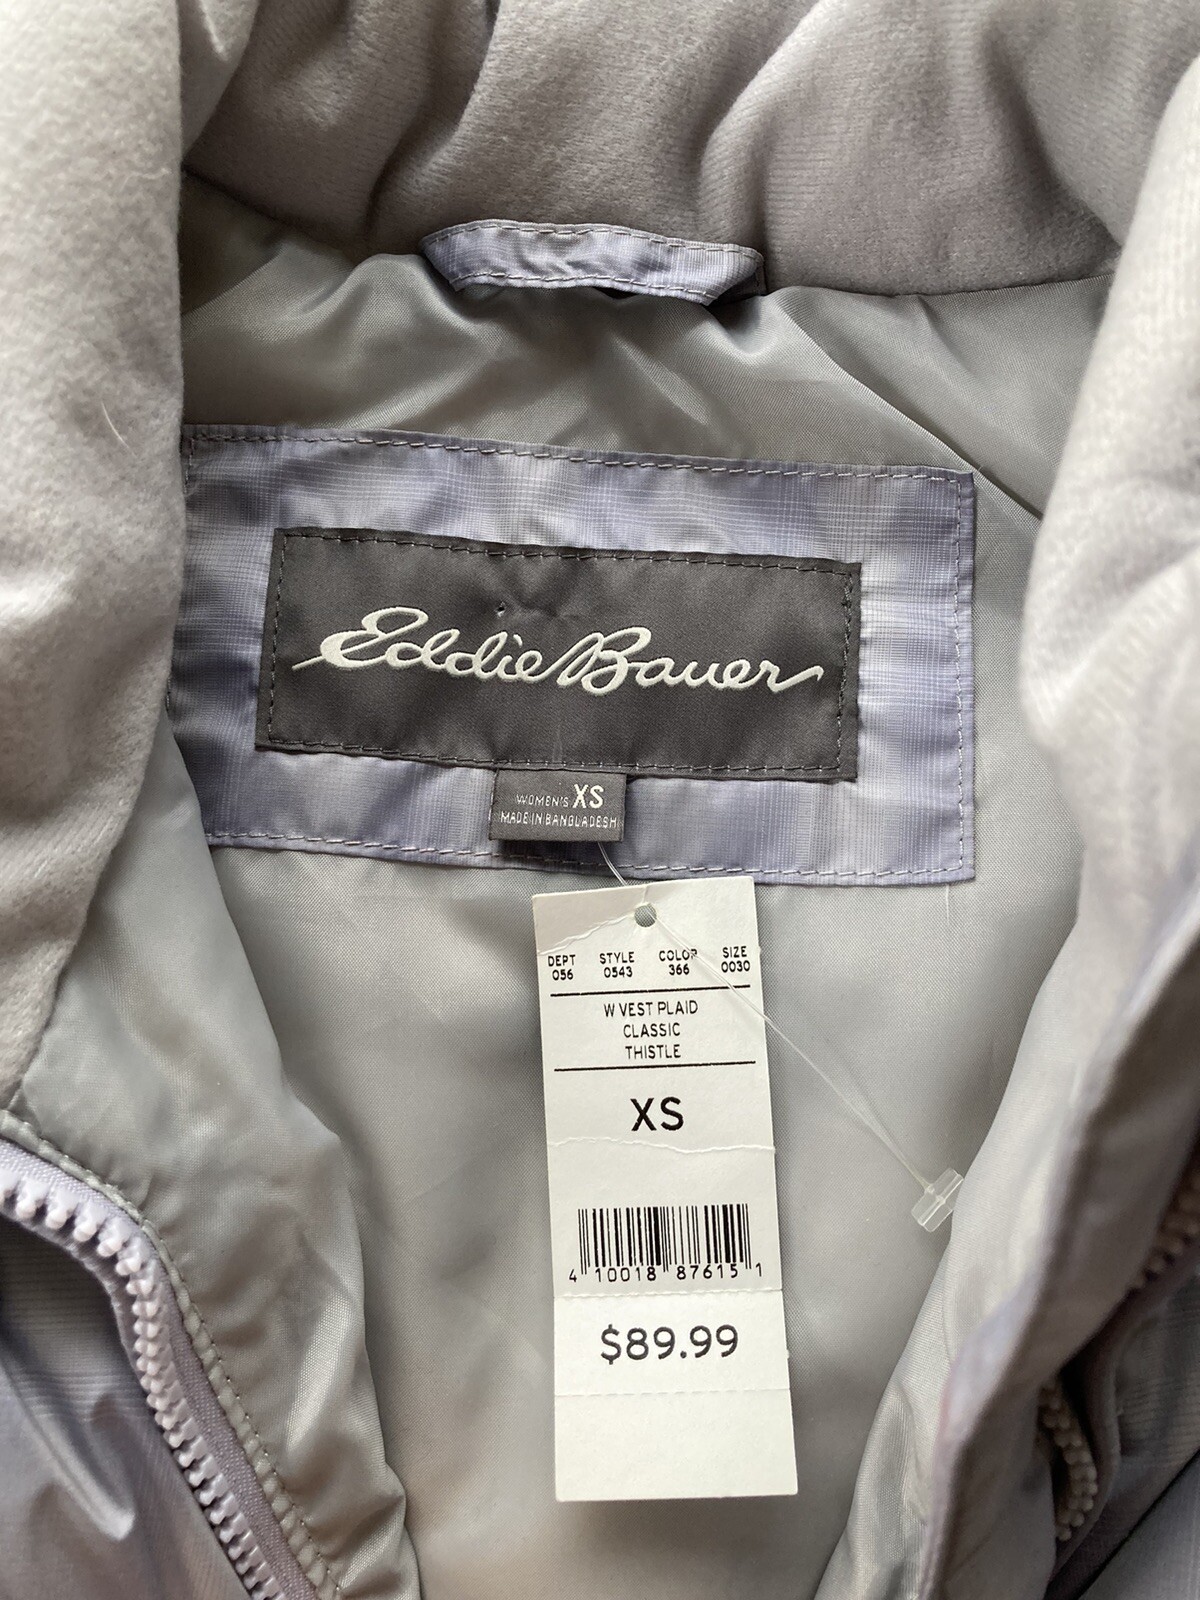 Eddie Bauer
WOMEN'S XS
MADE IN BANGLADESH
DEPT STYLE COLOR SIZE
056 0543 366 0030
W VEST PLAID
CLASSIC
THISTLE
XS
4 10018 87615 1
$89.99